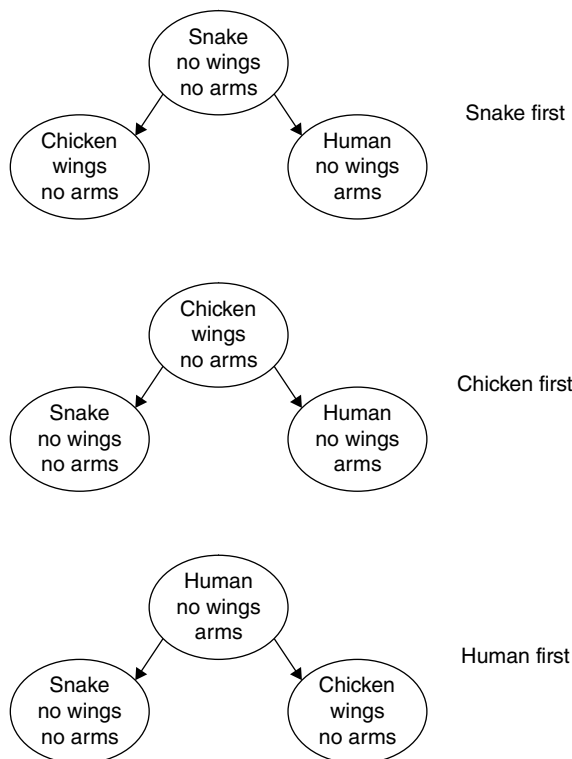 Snake
no wings
no arms
Snake first
Chicken
wings
no arms
Human
no wings
arms
Chicken
wings
no arms
Chicken first
Snake
no wings
no arms
Human
no wings
arms
Human
no wings
arms
Human first
Snake
no wings
no arms
Chicken
wings
no arms